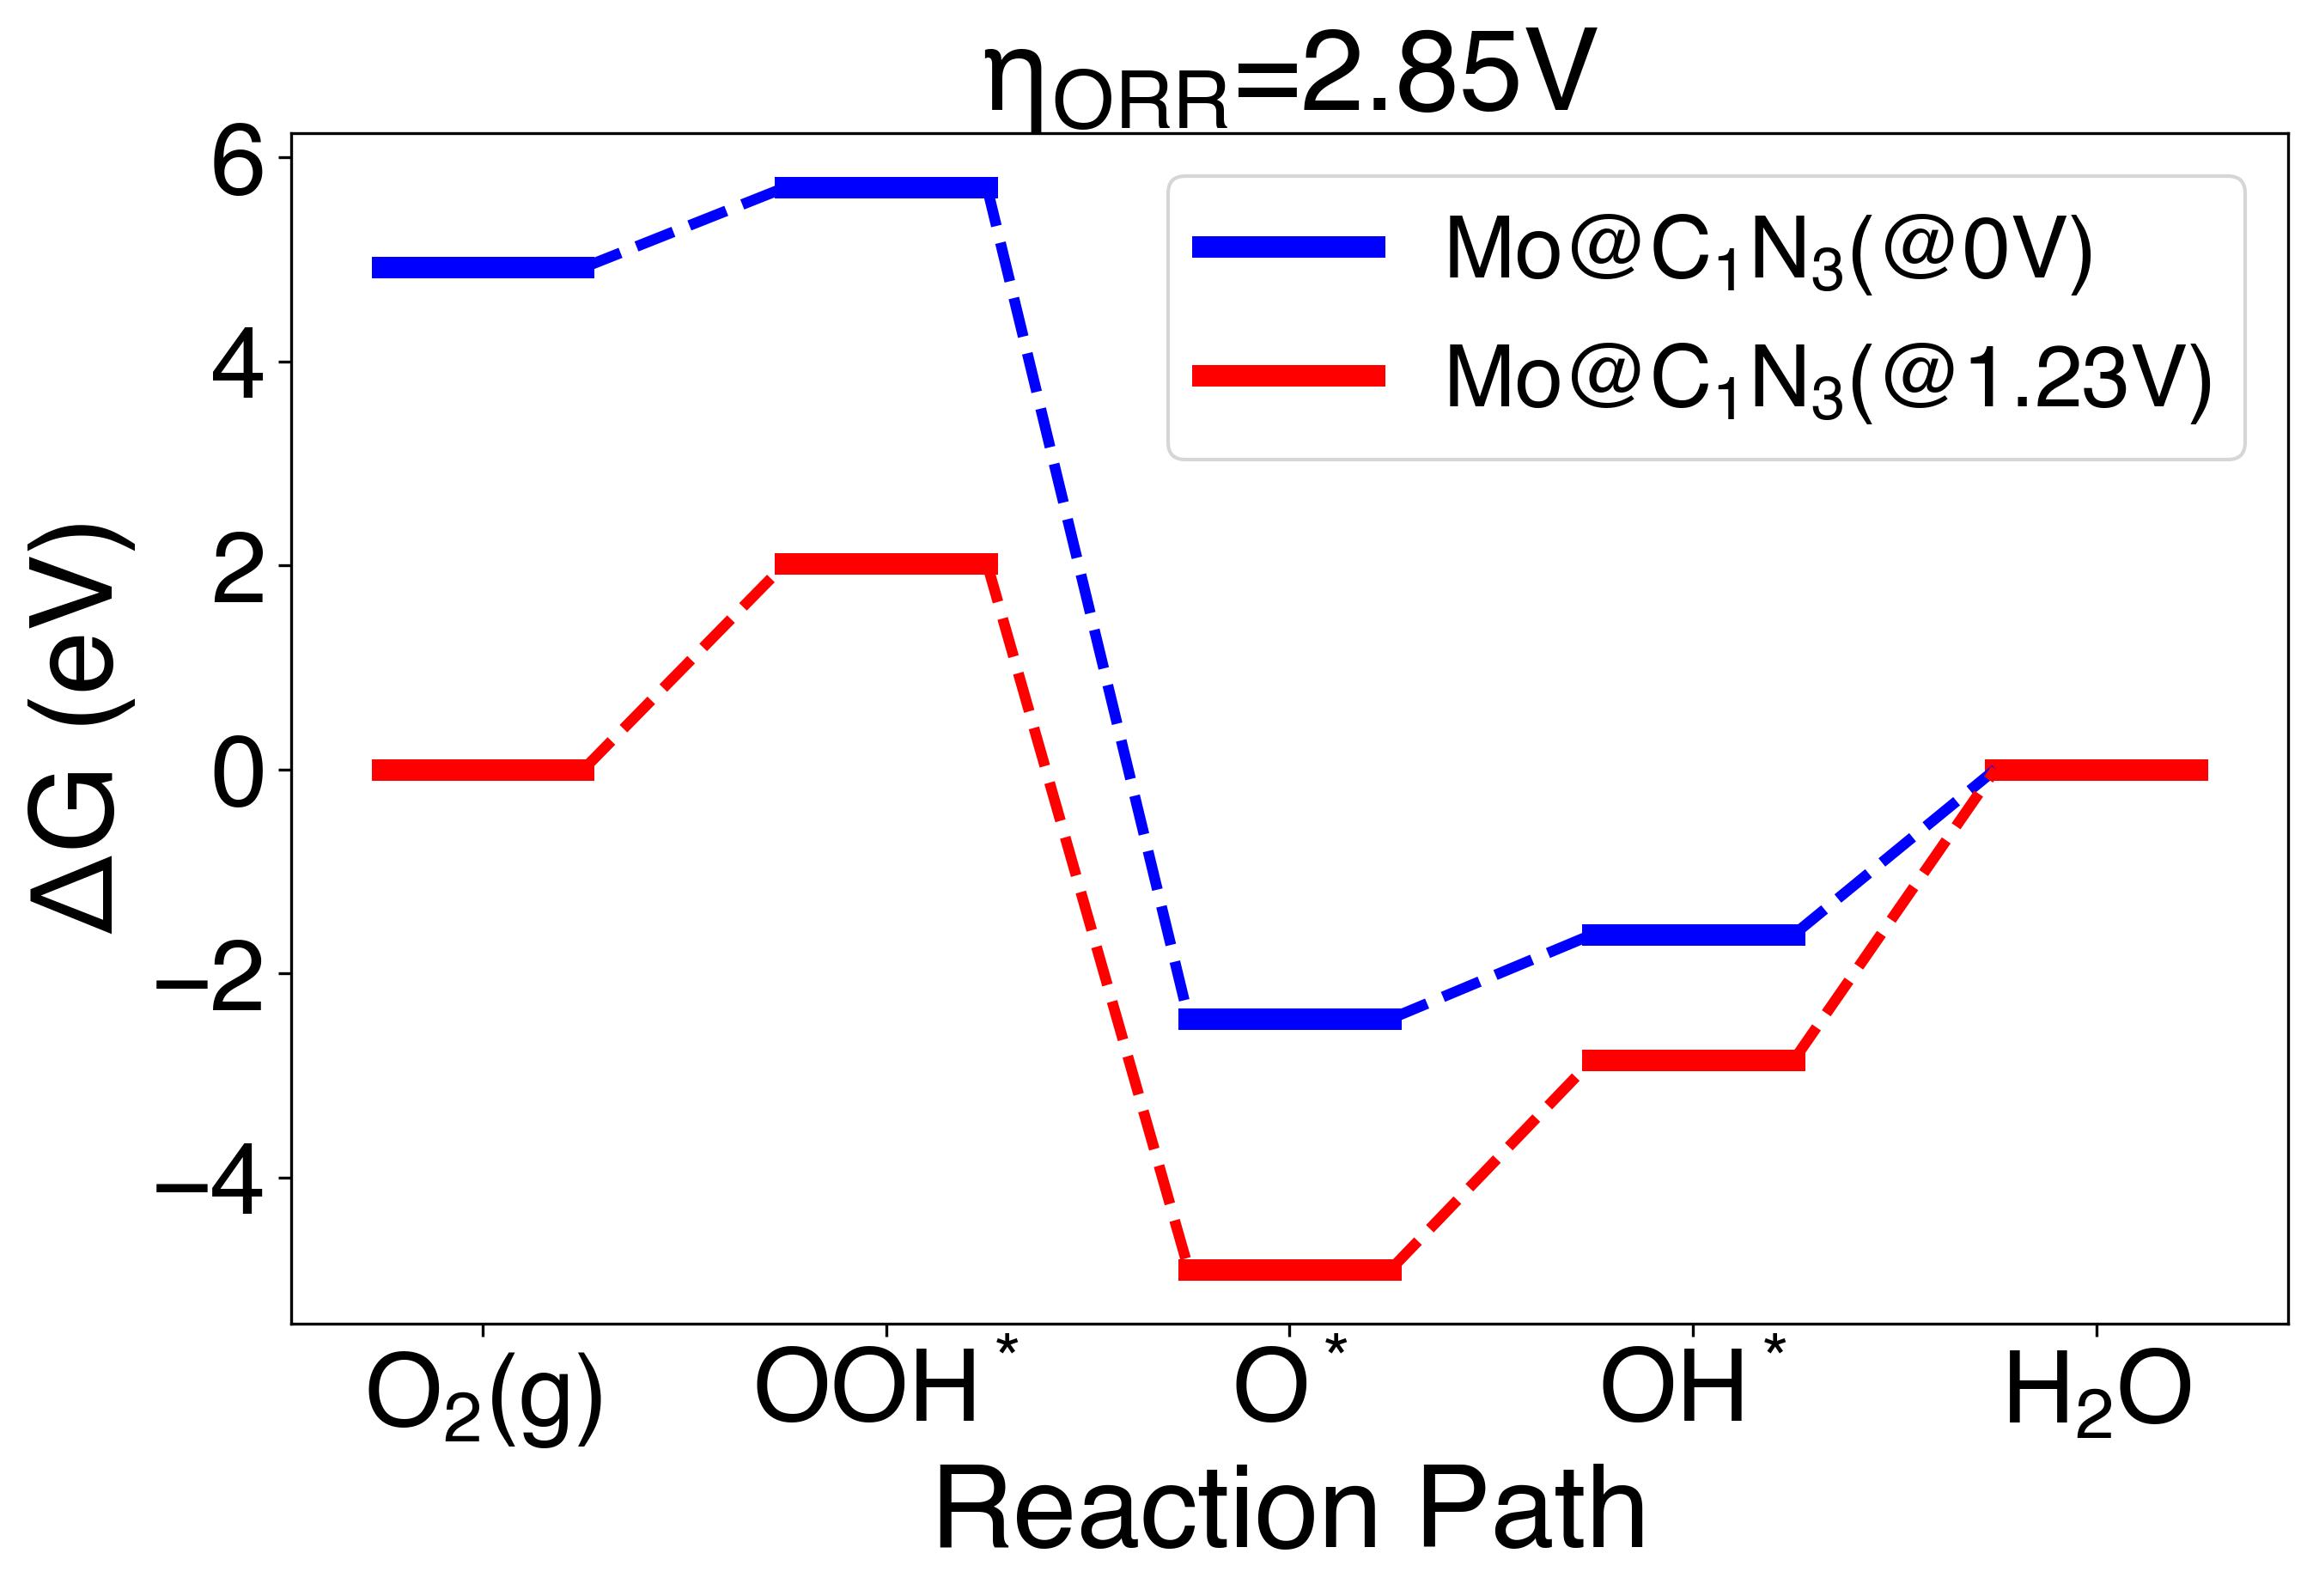 η_ORR=2.85V
Mo@C₁N₃(@0V)
Mo@C₁N₃(@1.23V)
ΔG (eV)
6
4
2
0
−2
−4
O₂(g)
OOH*
O*
OH*
H₂O
Reaction Path